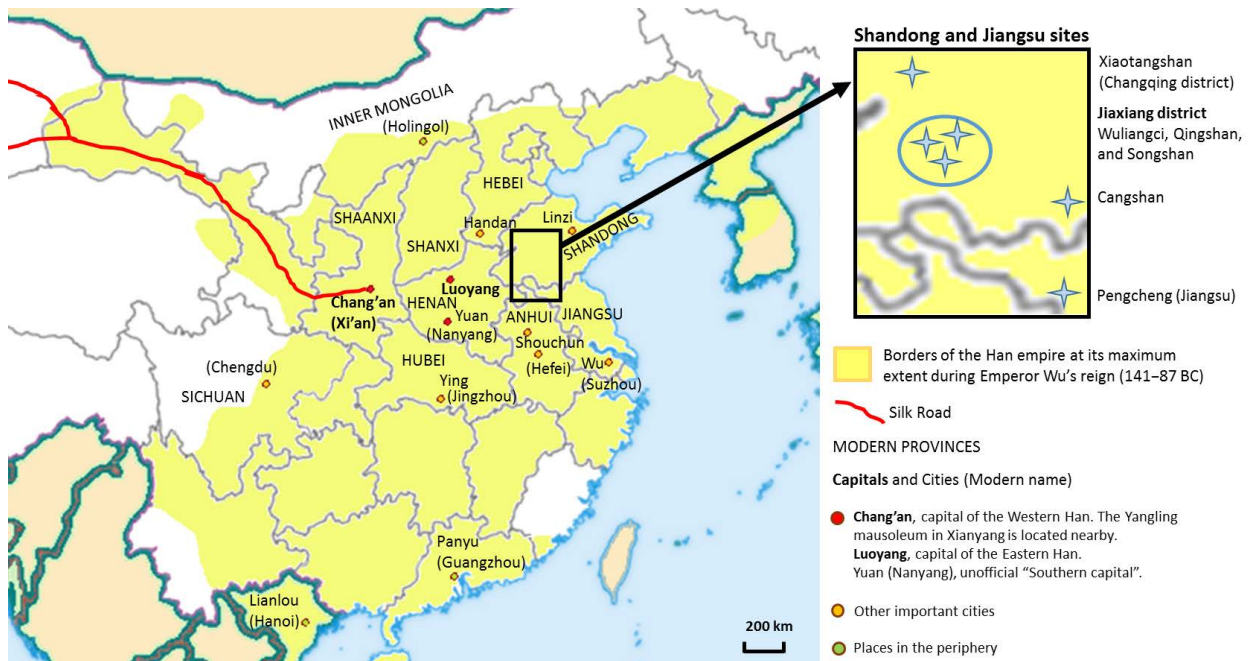 INNER MONGOLIA
(Holingol)
HEBEI
SHAANXI
Handan
Linzi
SHANXI
SHANDONG
Chang'an
(Xi'an)
Luoyang
HENAN
Yuan
(Nanyang)
ANHUI
JIANGSU
Shouchun
(Hefei)
Wu
(Suzhou)
HUBEI
(Chengdu)
SICHUAN
Ying
(Jingzhou)
Panyu
(Guangzhou)
Lianlou
(Hanoi)
200 km
Shandong and Jiangsu sites
Xiaotangshan
(Changqing district)
Jiaxiang district
Wuliangci, Qingshan,
and Songshan
Cangshan
Pengcheng (Jiangsu)
Borders of the Han empire at its maximum
extent during Emperor Wu's reign (141–87 BC)
Silk Road
MODERN PROVINCES
Capitals and Cities (Modern name)
Chang'an, capital of the Western Han. The Yangling
mausoleum in Xianyang is located nearby.
Luoyang, capital of the Eastern Han.
Yuan (Nanyang), unofficial "Southern capital".
Other important cities
Places in the periphery